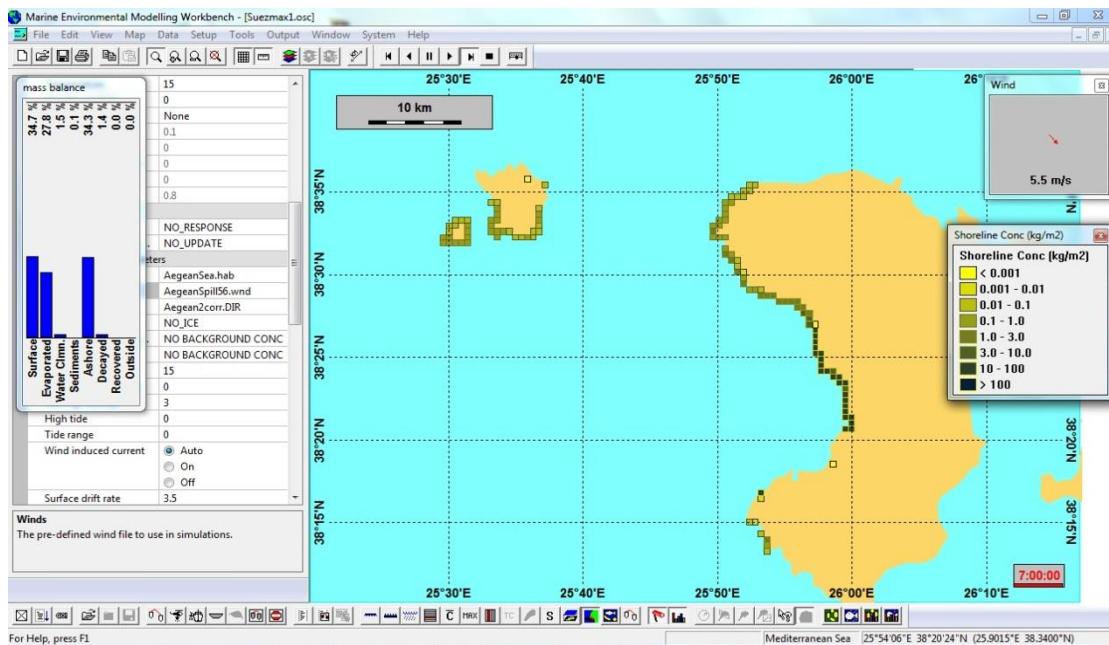 Marine Environmental Modelling Workbench - [Suezmax1.osc]
File Edit View Map Data Setup Tools Output Window System Help
mass balance
34.7 %
27.8 %
1.5 %
0.1 %
34.3 %
1.4 %
0.0 %
0.0 %
Surface
Evaporated
Water Clmn.
Sediments
Ashore
Decayed
Recovered
Outside
15
0
None
0.1
0
0
0
0.8
NO_RESPONSE
NO_UPDATE
eters
AegeanSea.hab
AegeanSpill56.wnd
Aegean2corr.DIR
NO_ICE
NO BACKGROUND CONC
NO BACKGROUND CONC
15
0
3
High tide 0
Tide range 0
Wind induced current Auto
On
Off
Surface drift rate 3.5
Winds
The pre-defined wind file to use in simulations.
25°30'E 25°40'E 25°50'E 26°00'E 26°
10 km
38°35'N
38°30'N
38°25'N
38°20'N
38°15'N
N
38°20'N
38°15'N
25°30'E 25°40'E 25°50'E 26°00'E 26°10'E
Wind
5.5 m/s
Shoreline Conc (kg/m2)
Shoreline Conc (kg/m2)
< 0.001
0.001 - 0.01
0.01 - 0.1
0.1 - 1.0
1.0 - 3.0
3.0 - 10.0
10 - 100
> 100
7:00:00
C MAX TC S
For Help, press F1
Mediterranean Sea 25°54'06"E 38°20'24"N (25.9015°E 38.3400°N)